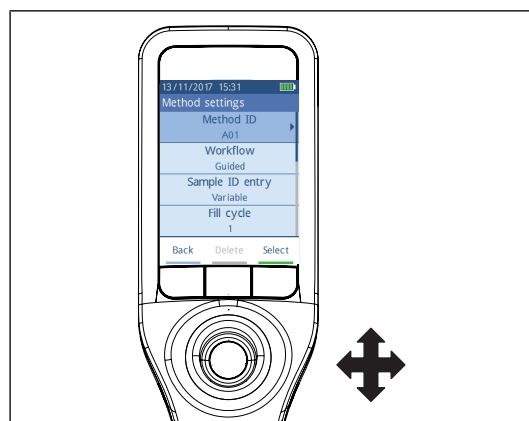 13/11/2017 15:31
Method settings
Method ID
A01
Workflow
Guided
Sample ID entry
Variable
Fill cycle
1
Back Delete Select